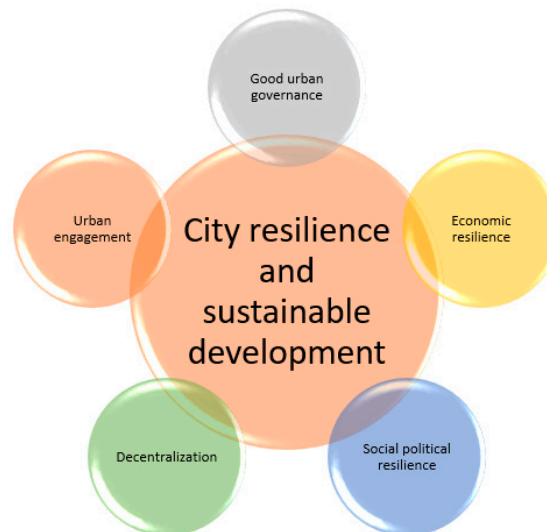 Good urban
governance
Urban
engagement
City resilience
and
sustainable
development
Economic
resilience
Decentralization
Social political
resilience